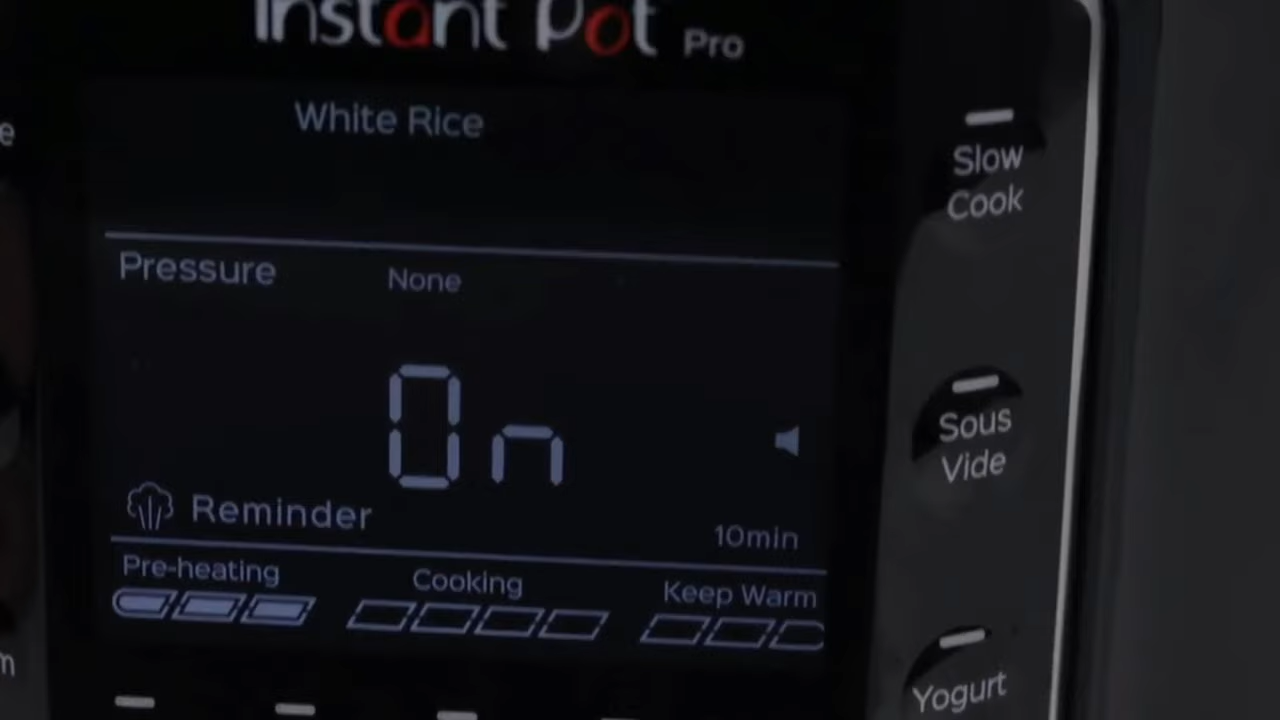 Instant Pot Pro
White Rice
Slow
Cook
Pressure None
On
Sous
Vide
Reminder
10min
Pre-heating Cooking Keep Warm
Yogurt